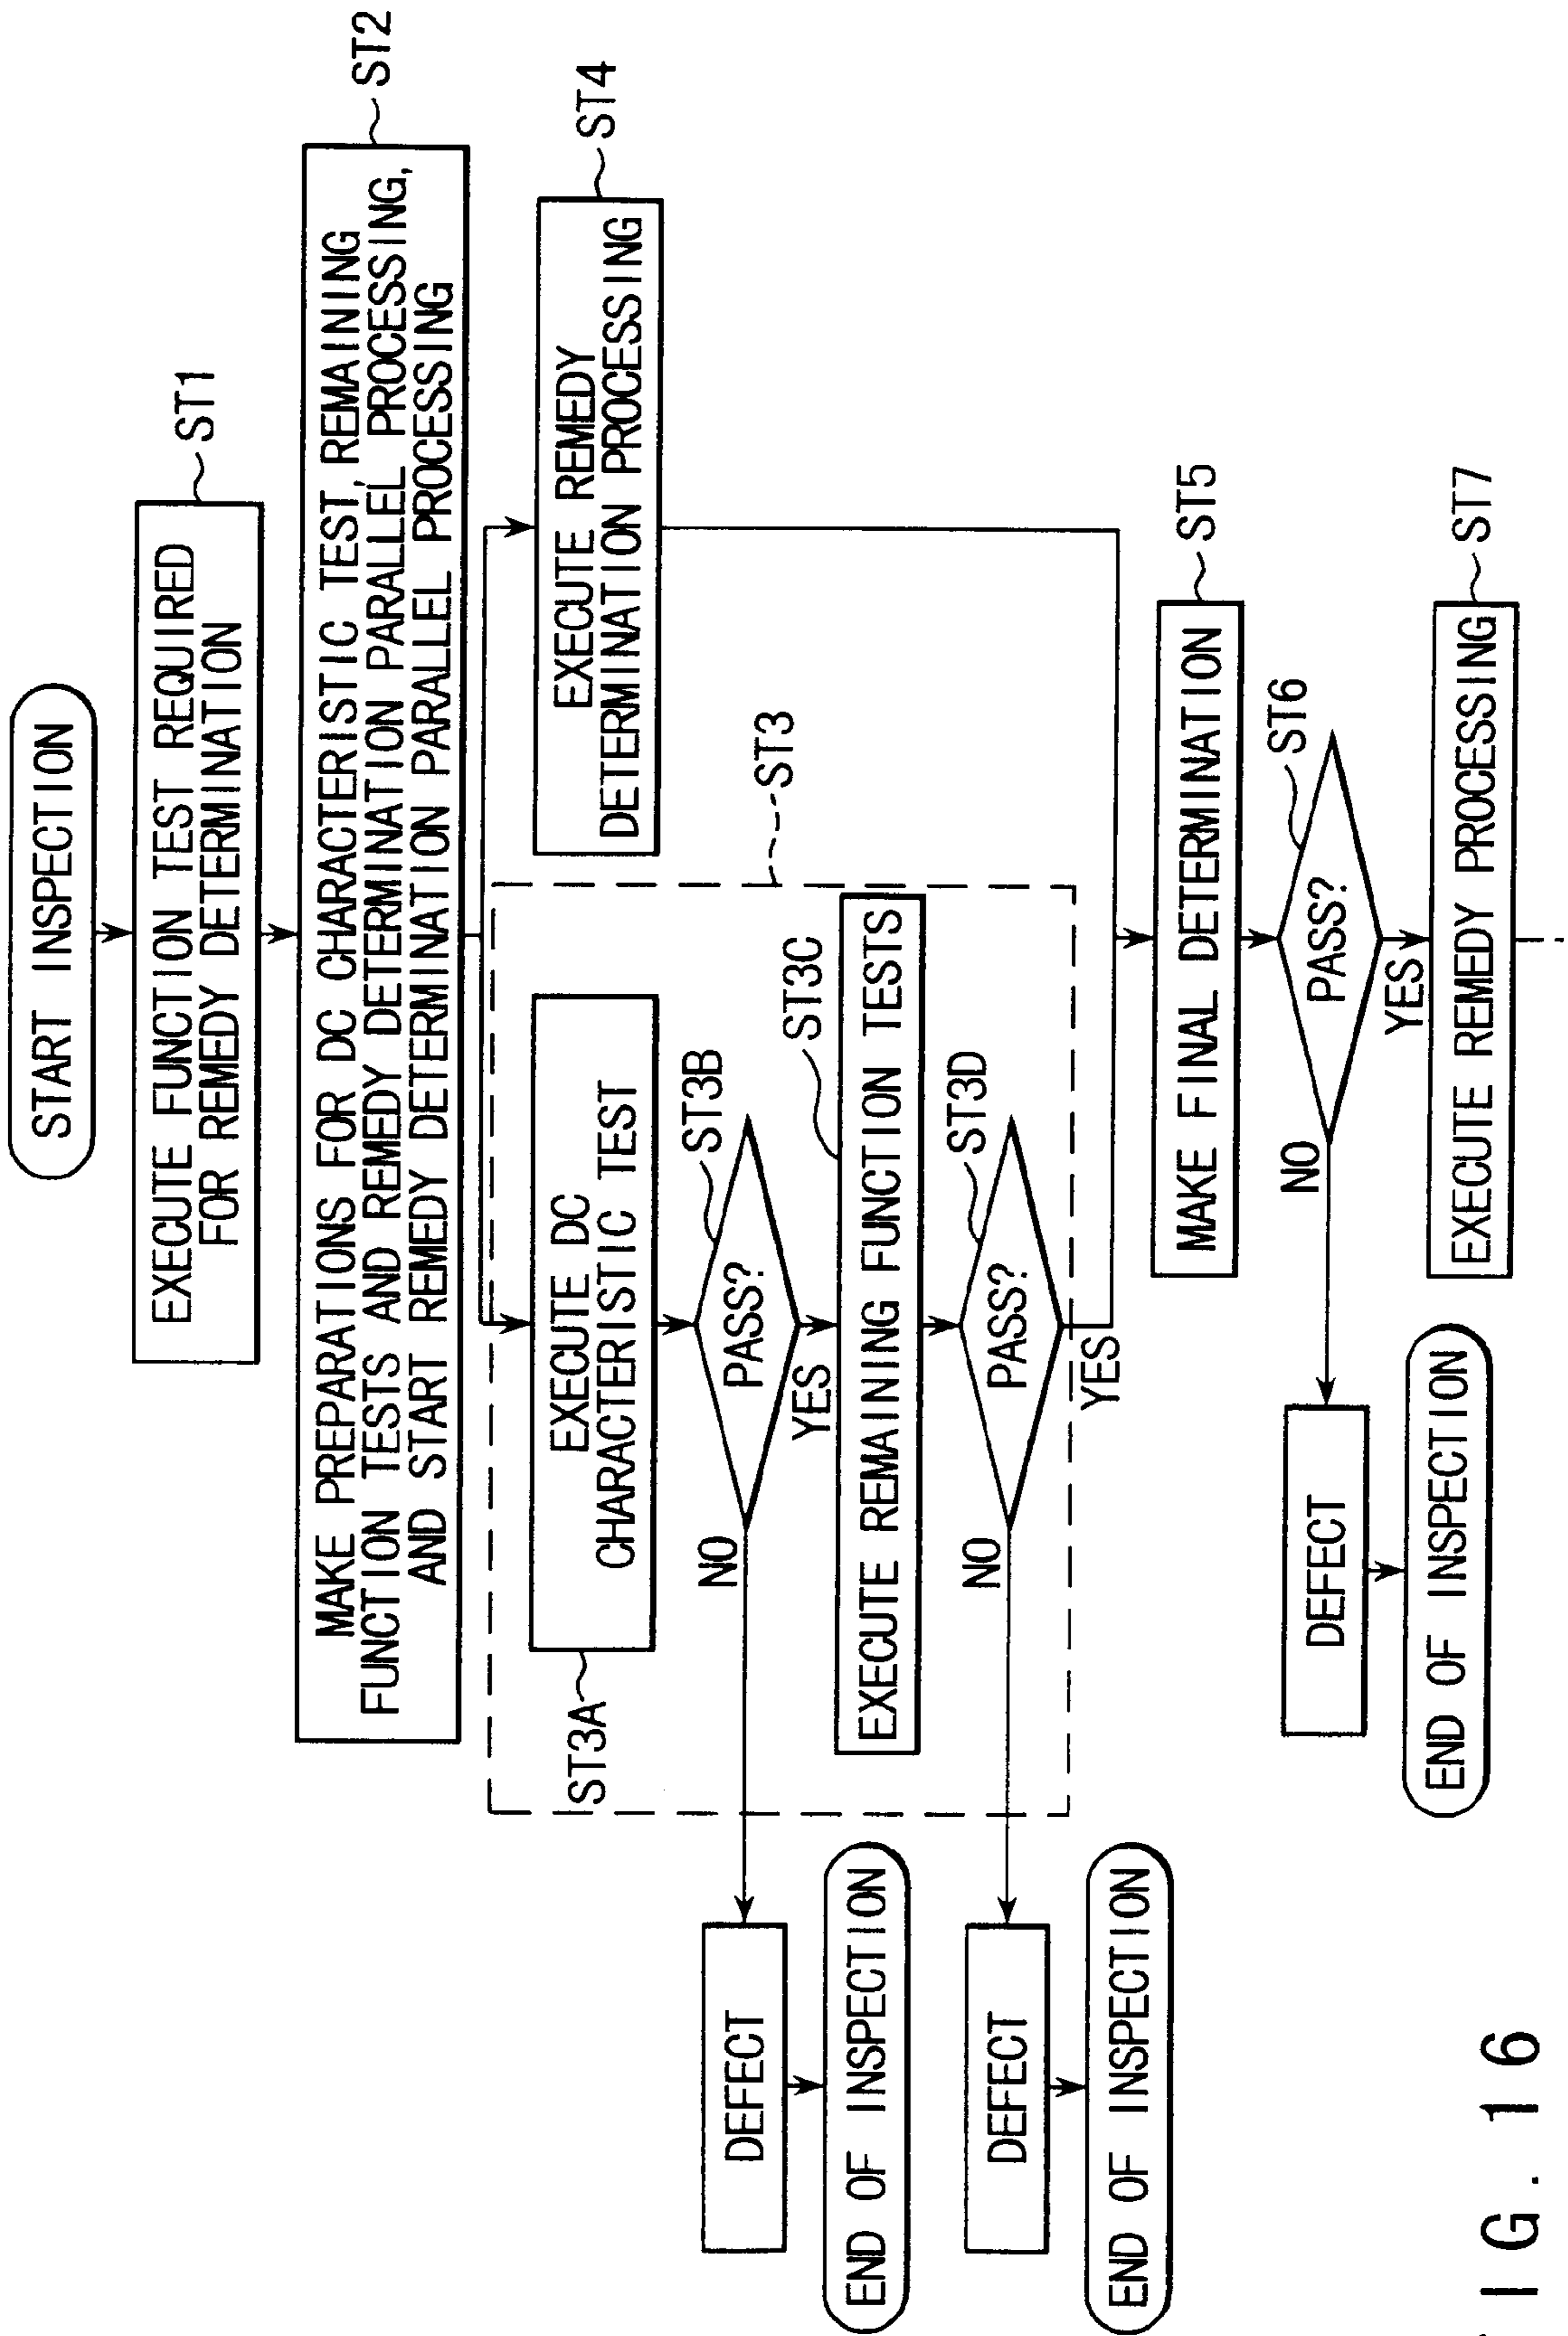 START INSPECTION
EXECUTE FUNCTION TEST REQUIRED
FOR REMEDY DETERMINATION
ST1
MAKE PREPARATIONS FOR DC CHARACTERISTIC TEST, REMAINING
FUNCTION TESTS AND REMEDY DETERMINATION PARALLEL PROCESSING,
AND START REMEDY DETERMINATION PARALLEL PROCESSING
ST2
ST3A
EXECUTE DC
CHARACTERISTIC TEST
ST3
EXECUTE REMEDY
DETERMINATION PROCESSING
ST4
PASS?
ST3B
NO
YES
DEFECT
END OF INSPECTION
EXECUTE REMAINING FUNCTION TESTS
ST3C
PASS?
ST3D
NO
YES
DEFECT
END OF INSPECTION
MAKE FINAL DETERMINATION
ST5
PASS?
ST6
NO
YES
DEFECT
END OF INSPECTION
EXECUTE REMEDY PROCESSING
ST7
IG. 16